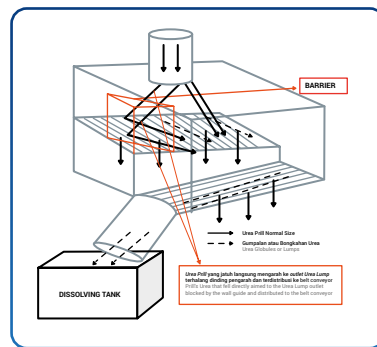 BARRIER
Urea Prill Normal Size
Gumpalan atau Bongkahan Urea
Urea Globules or Lumps
DISSOLVING TANK
Urea Prill yang jatuh langsung mengarah ke outlet Urea Lump
terhalang dinding pengarah dan terdistribusi ke belt conveyor
Prill's Urea that fell directly aimed to the Urea Lump outlet
blocked by the wall guide and distributed to the belt conveyor